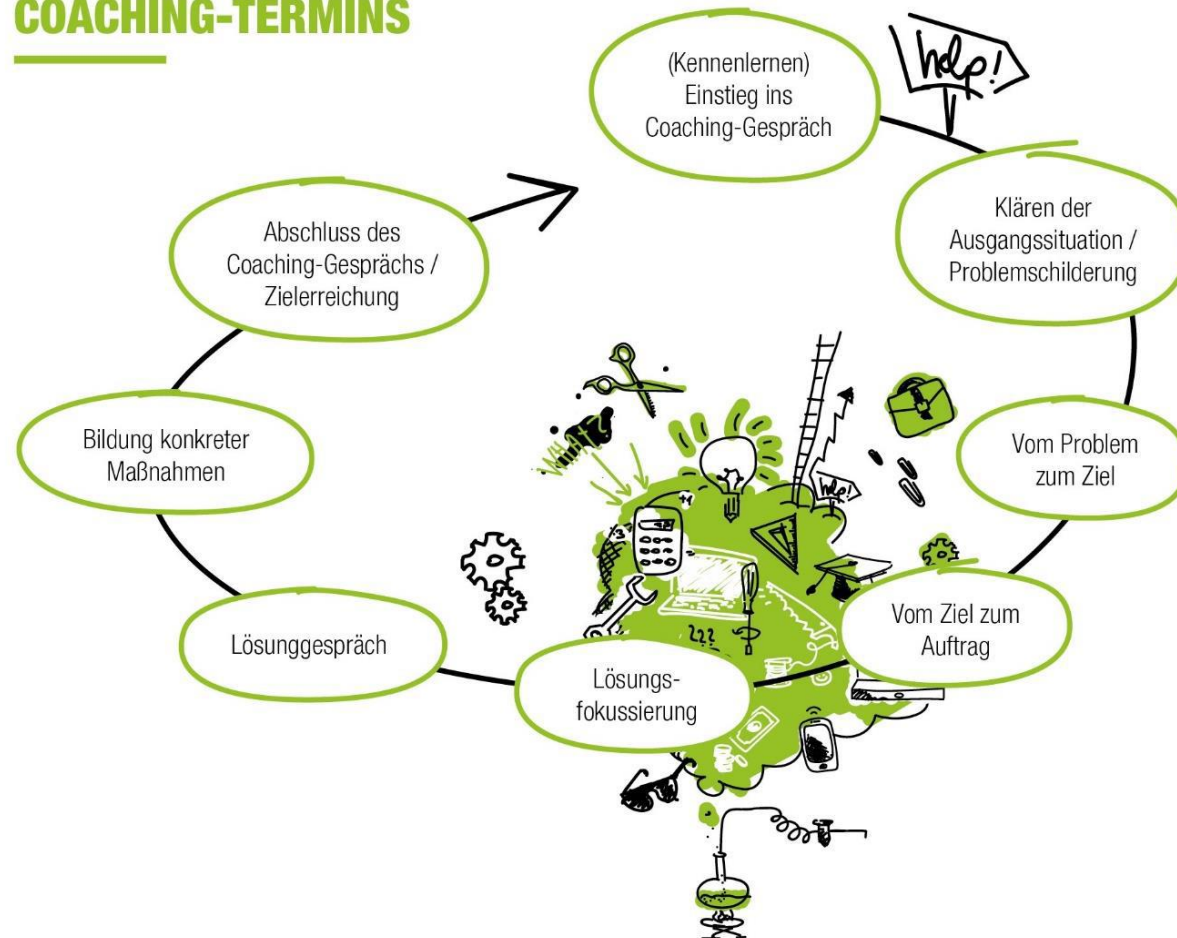 COACHING-TERMINS
(Kennenlernen)
Einstieg ins
Coaching-Gespräch
help!
Klären der
Ausgangssituation /
Problemschilderung
Vom Problem
zum Ziel
Vom Ziel zum
Auftrag
Lösungs-
fokussierung
Lösunggespräch
Bildung konkreter
Maßnahmen
Abschluss des
Coaching-Gesprächs /
Zielerreichung
WHAT?
help!
???